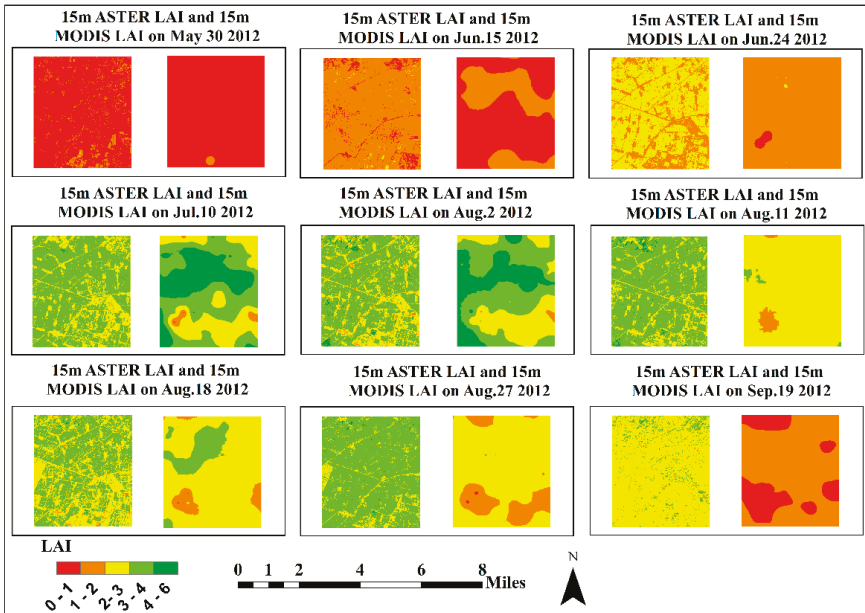 15m ASTER LAI and 15m
MODIS LAI on May 30 2012
15m ASTER LAI and 15m
MODIS LAI on Jun.15 2012
15m ASTER LAI and 15m
MODIS LAI on Jun.24 2012
15m ASTER LAI and 15m
MODIS LAI on Jul.10 2012
15m ASTER LAI and 15m
MODIS LAI on Aug.2 2012
15m ASTER LAI and 15m
MODIS LAI on Aug.11 2012
15m ASTER LAI and 15m
MODIS LAI on Aug.18 2012
15m ASTER LAI and 15m
MODIS LAI on Aug.27 2012
15m ASTER LAI and 15m
MODIS LAI on Sep.19 2012
LAI
0 - 1
1 - 2
2 - 3
3 - 4
4 - 6
0 1 2 4 6 8
Miles
N